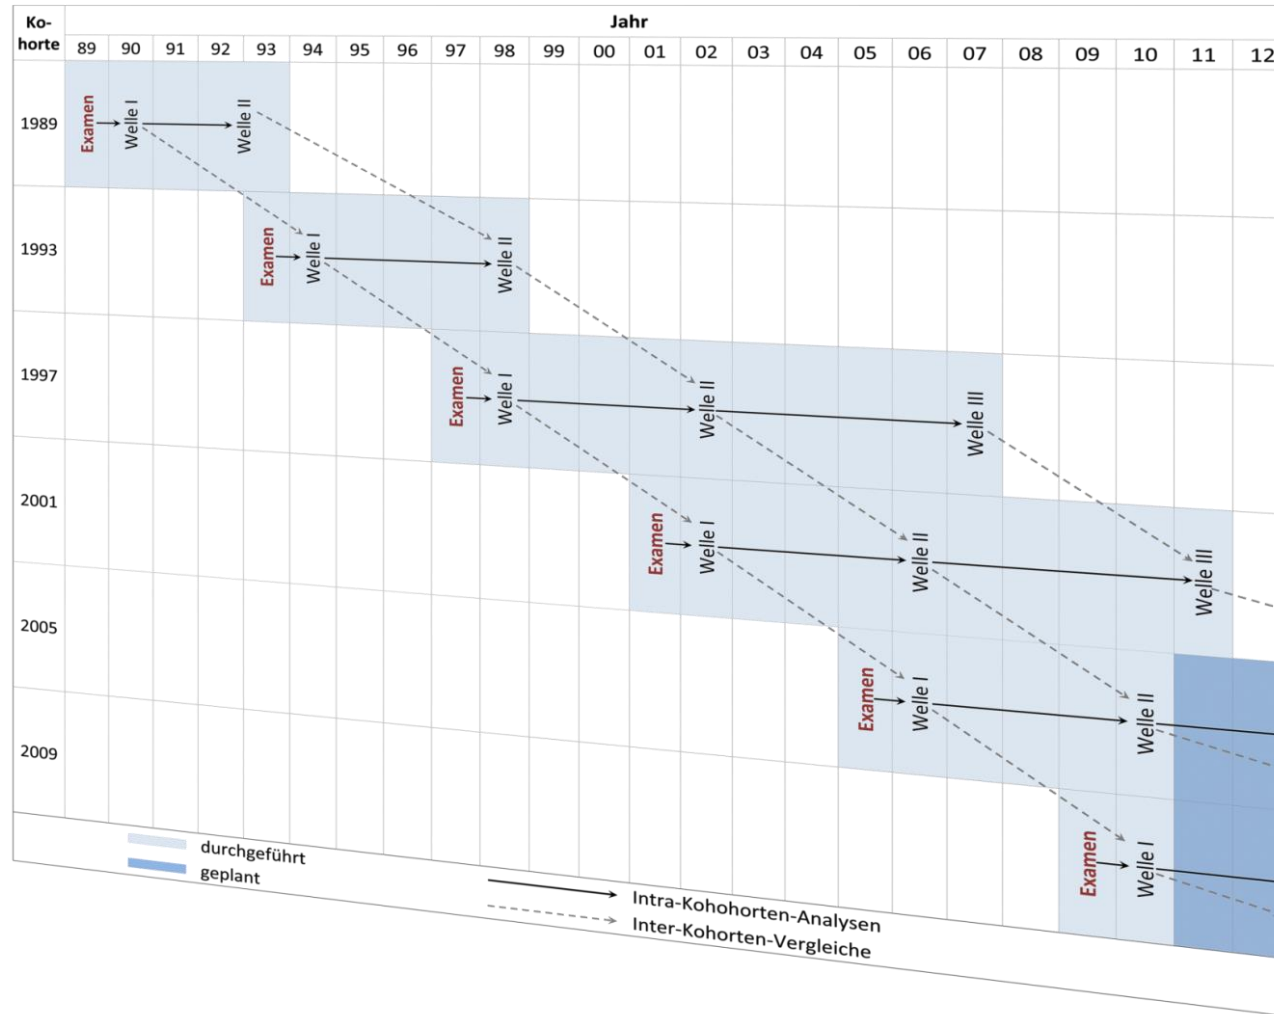 Ko-
horte
Jahr
89 90 91 92 93 94 95 96 97 98 99 00 01 02 03 04 05 06 07 08 09 10 11 12
1989
Examen Welle I Welle II
1993
Examen Welle I Welle II
1997
Examen Welle I Welle II Welle III
2001
Examen Welle I Welle II Welle III
2005
Examen Welle I Welle II
2009
Examen Welle I
durchgeführt
geplant
Intra-Kohohorten-Analysen
Inter-Kohorten-Vergleiche